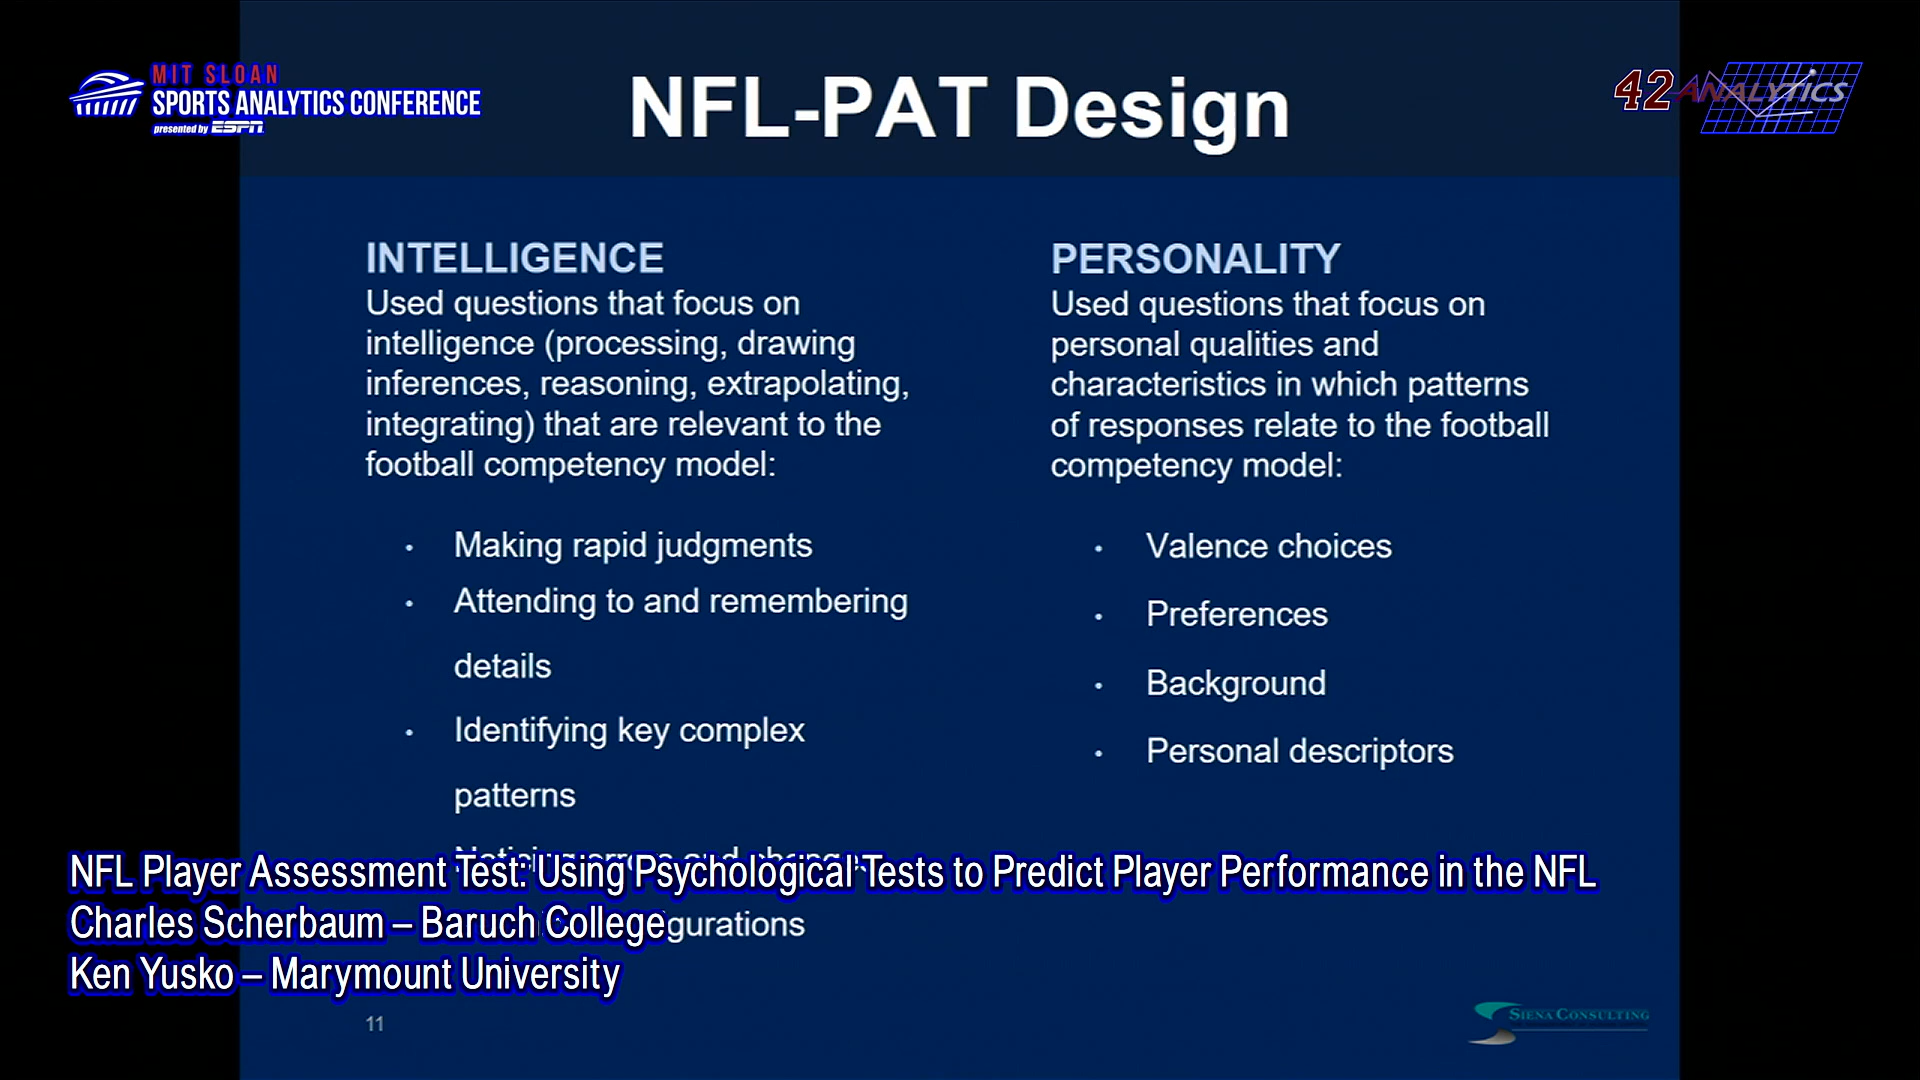 MIT SLOAN
SPORTS ANALYTICS CONFERENCE
presented by ESPN
42 ANALYTICS
NFL-PAT Design
INTELLIGENCE
Used questions that focus on
intelligence (processing, drawing
inferences, reasoning, extrapolating,
integrating) that are relevant to the
football competency model:
• Making rapid judgments
• Attending to and remembering
details
• Identifying key complex
patterns
PERSONALITY
Used questions that focus on
personal qualities and
characteristics in which patterns
of responses relate to the football
competency model:
• Valence choices
• Preferences
• Background
• Personal descriptors
NFL Player Assessment Test: Using Psychological Tests to Predict Player Performance in the NFL
Charles Scherbaum – Baruch College
Ken Yusko – Marymount University
11
SIENA CONSULTING